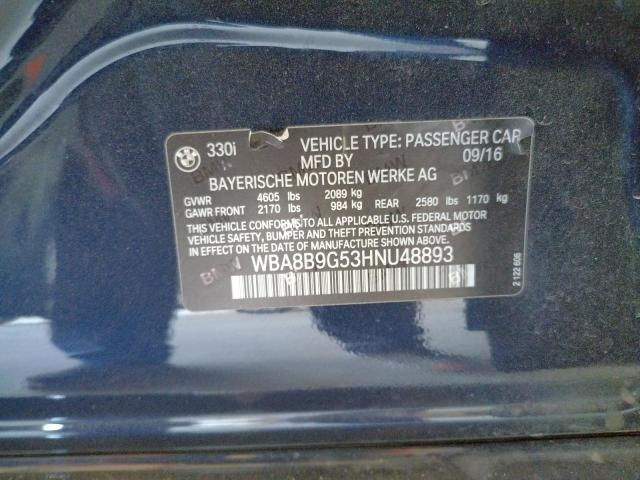 330i VEHICLE TYPE: PASSENGER CAR
MFD BY 09/16
BAYERISCHE MOTOREN WERKE AG
GVWR 4605 lbs 2089 kg
GAWR FRONT 2170 lbs 984 kg REAR 2580 lbs 1170 kg
THIS VEHICLE CONFORMS TO ALL APPLICABLE U.S. FEDERAL MOTOR
VEHICLE SAFETY, BUMPER AND THEFT PREVENTION STANDARDS
IN EFFECT ON THE DATE OF MANUFACTURE SHOWN ABOVE.
WBA8B9G53HNU48893
2 122 606